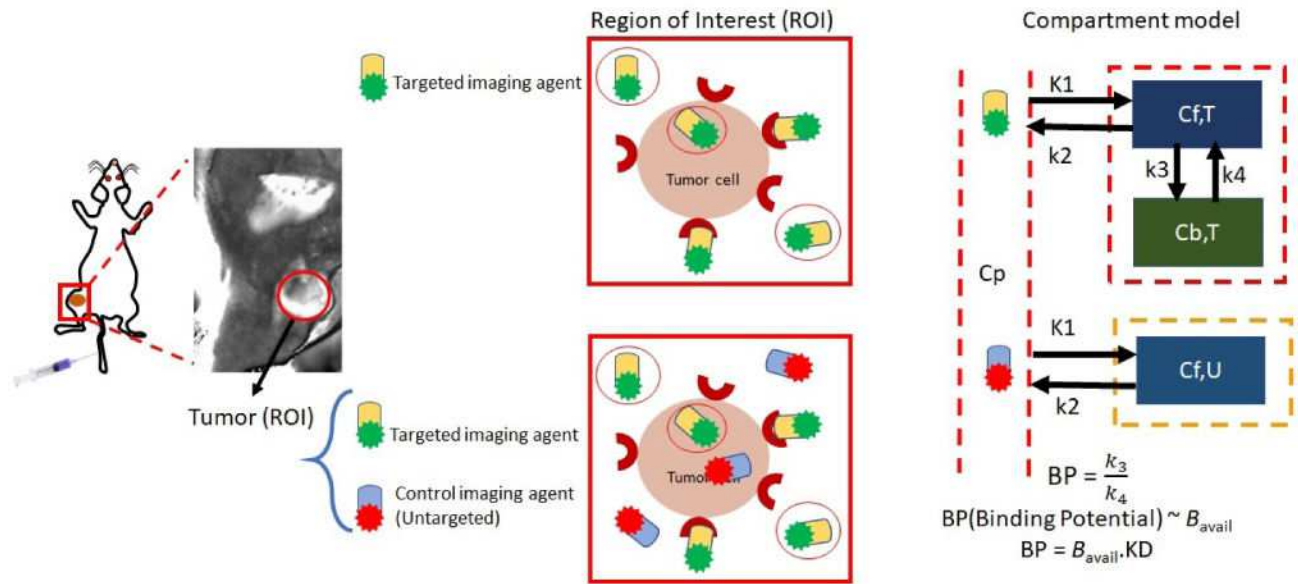 Region of Interest (ROI)
Compartment model
Targeted imaging agent
Tumor cell
K1
k2
Cf,T
k3
k4
Cb,T
Cp
Tumor (ROI)
Targeted imaging agent
Control imaging agent
(Untargeted)
K1
k2
Cf,U
BP = k3/k4
BP(Binding Potential) ~ Bavail
BP = Bavail.KD